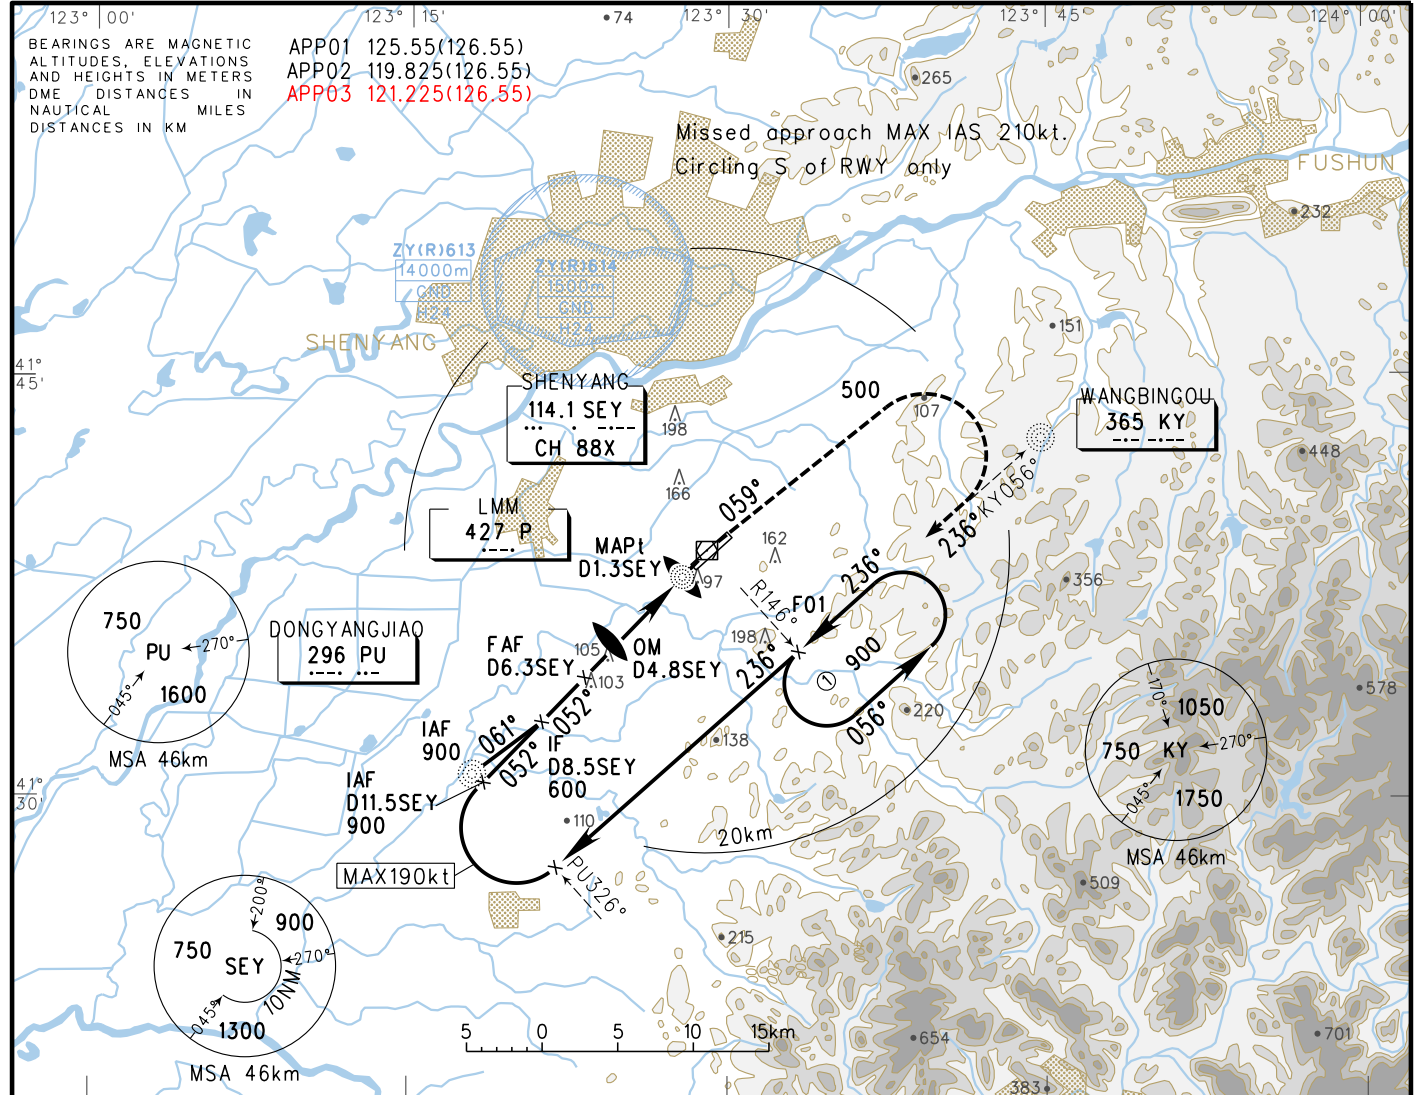 123° 00'
123° 15'
74
123° 30'
123° 45'
124° 00'
BEARINGS ARE MAGNETIC
ALTITUDES, ELEVATIONS
AND HEIGHTS IN METERS
DME DISTANCES IN
NAUTICAL MILES
DISTANCES IN KM
APP01 125.55(126.55)
APP02 119.825(126.55)
APP03 121.225(126.55)
265
Missed approach MAX IAS 210kt.
Circling S of RWY only
FUSHUN
232
ZY(R)613
14000m
GND
H24
ZY(R)614
1500m
GND
H24
SHENYANG
151
41°
45'
SHENYANG
114.1 SEY
CH 88X
198
166
500
107
WANGBINGOU
365 KY
448
LMM
427 P
059°
236°
KY056°
MAPt
D1.3SEY
97
162
356
236°
R146°
F01
198
750
PU
270°
045°
1600
MSA 46km
DONGYANGJIAO
296 PU
FAF
D6.3SEY
105
103
OM
D4.8SEY
236°
1
900
056°
220
138
578
170°
1050
750
KY
270°
045°
1750
MSA 46km
IAF
900
061°
052°
052°
IF
D8.5SEY
600
IAF
D11.5SEY
900
41
30'
110
20km
MAX190kt
PU326°
509
215
200°
900
750
SEY
270°
10NM
045°
1300
MSA 46km
5 0 5 10 15km
654
701
383